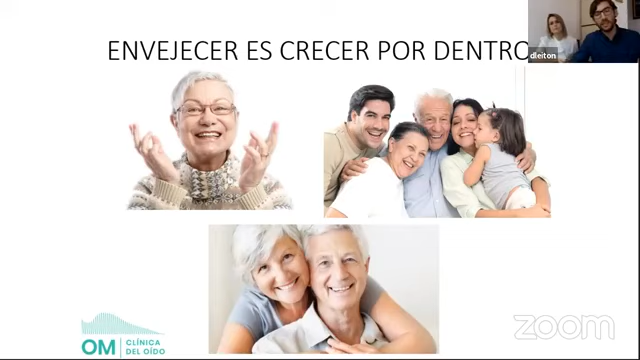 ENVEJECER ES CRECER POR DENTRO
dleiton
OM CLÍNICA
DEL OÍDO
zoom